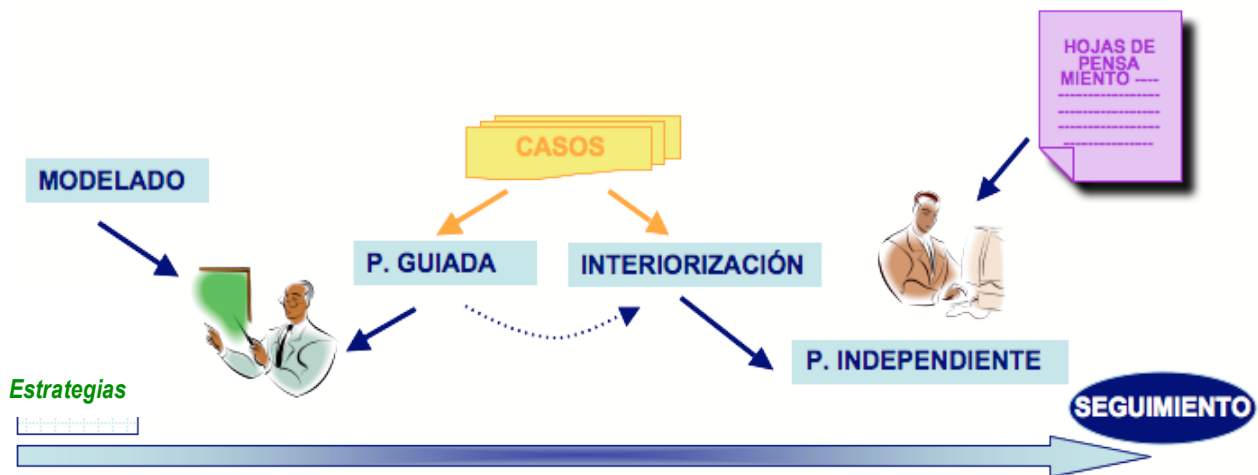 HOJAS DE
PENSA
MIENTO ----
CASOS
MODELADO
P. GUIADA
INTERIORIZACIÓN
P. INDEPENDIENTE
Estrategias
SEGUIMIENTO